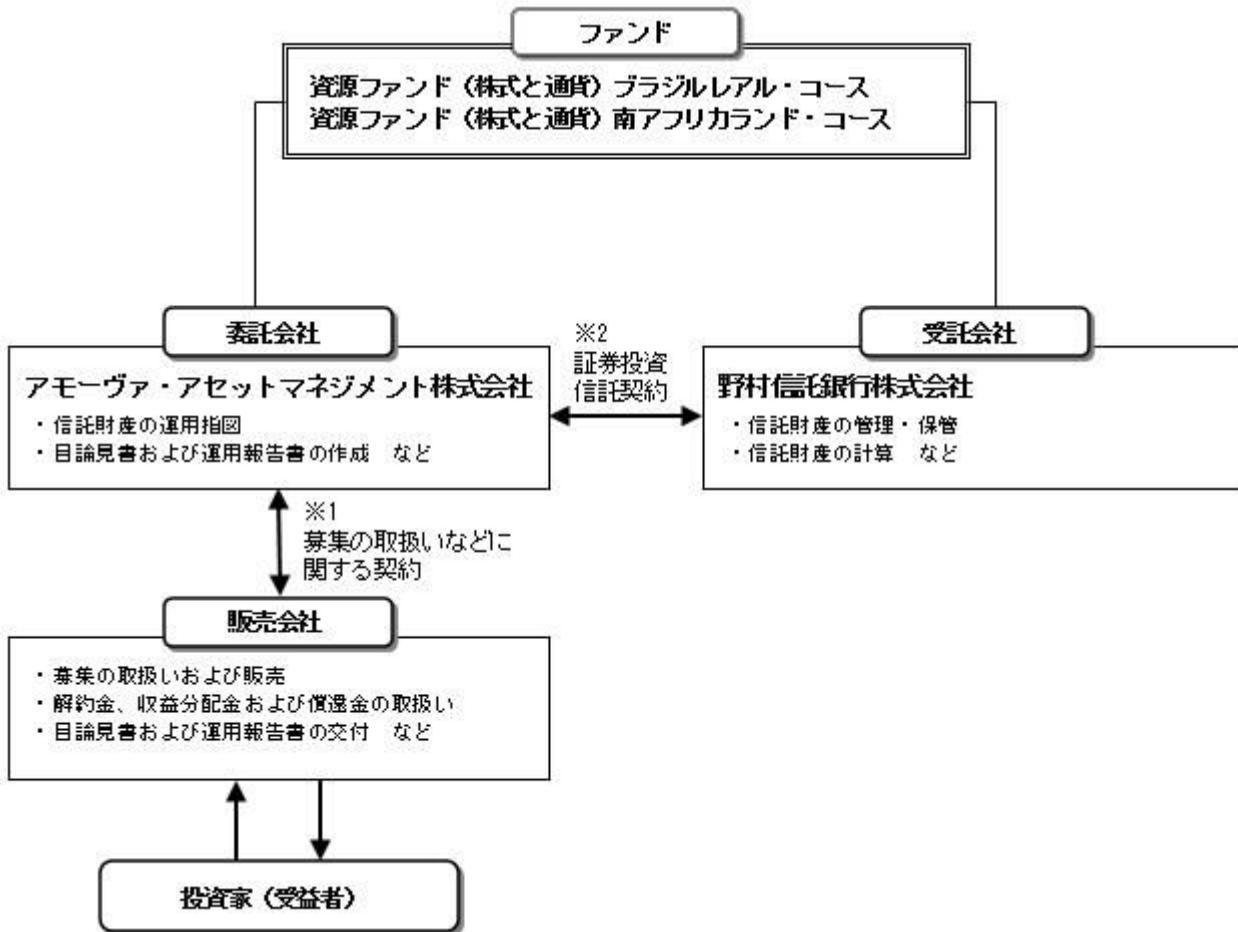 ファンド
資源ファンド(株式と通貨)ブラジルレアル・コース
資源ファンド(株式と通貨)南アフリカランド・コース
委託会社
アモーヴァ・アセットマネジメント株式会社
・信託財産の運用指図
・目論見書および運用報告書の作成 など
※2
証券投資
信託契約
受託会社
野村信託銀行株式会社
・信託財産の管理・保管
・信託財産の計算 など
※1
募集の取扱いなどに
関する契約
販売会社
・募集の取扱いおよび販売
・解約金、収益分配金および償還金の取扱い
・目論見書および運用報告書の交付 など
投資家(受益者)